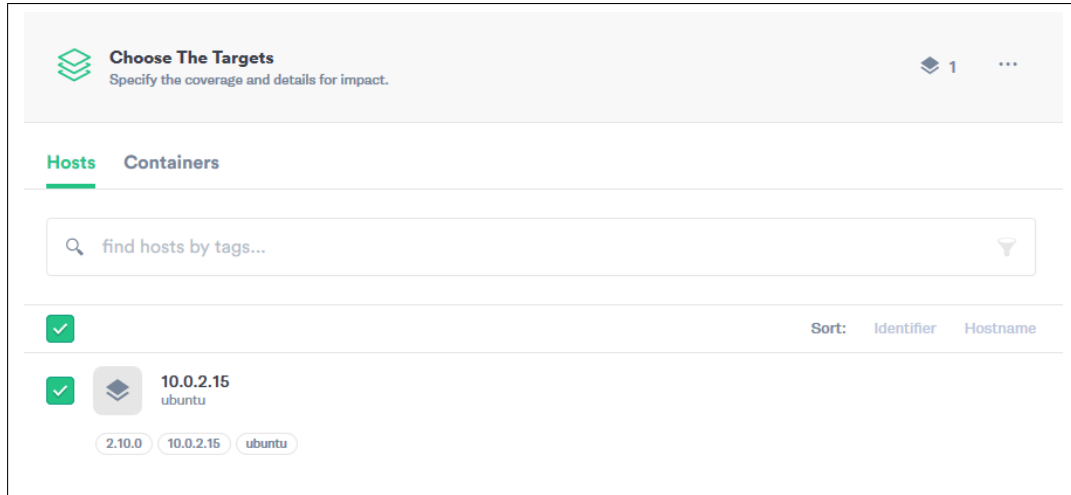 Choose The Targets
Specify the coverage and details for impact.
1
Hosts Containers
find hosts by tags...
Sort: Identifier Hostname
10.0.2.15
ubuntu
2.10.0 10.0.2.15 ubuntu